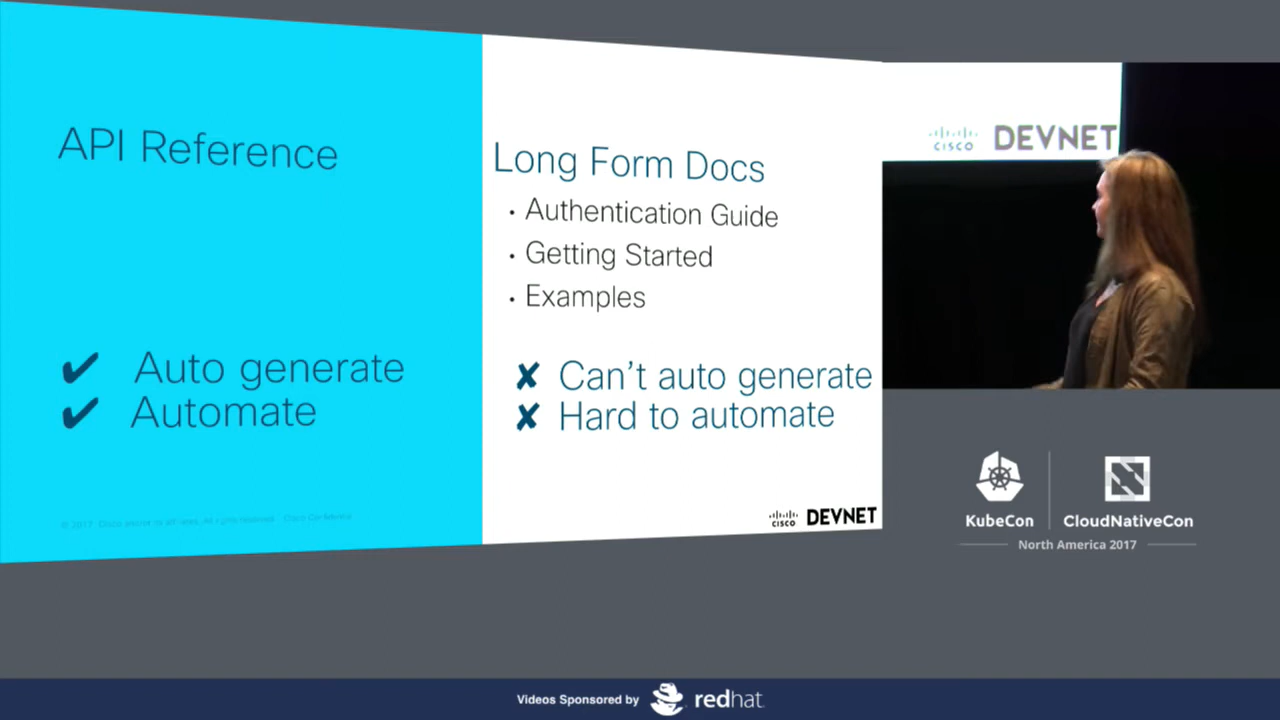 API Reference
✔ Auto generate
✔ Automate
Long Form Docs
• Authentication Guide
• Getting Started
• Examples
✘ Can't auto generate
✘ Hard to automate
CISCO DEVNET
CISCO DEVNET
KubeCon
CloudNativeCon
North America 2017
Videos Sponsored by redhat